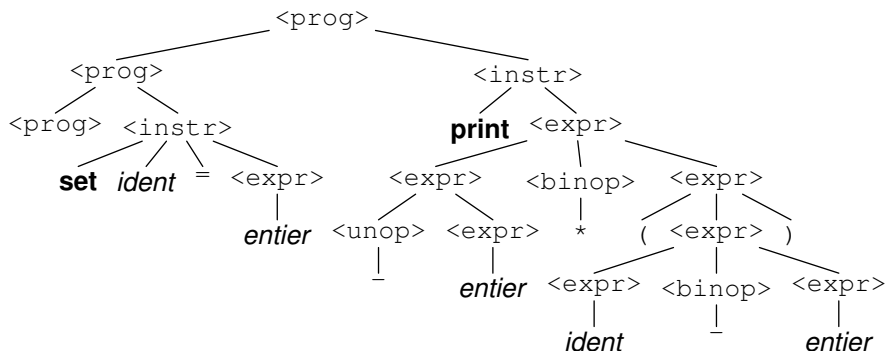 <prog>
<prog> <instr>
<prog> <instr> print <expr>
set ident = <expr> <expr> <binop> <expr>
entier <unop> <expr> * ( <expr> )
- entier <expr> <binop> <expr>
ident - entier